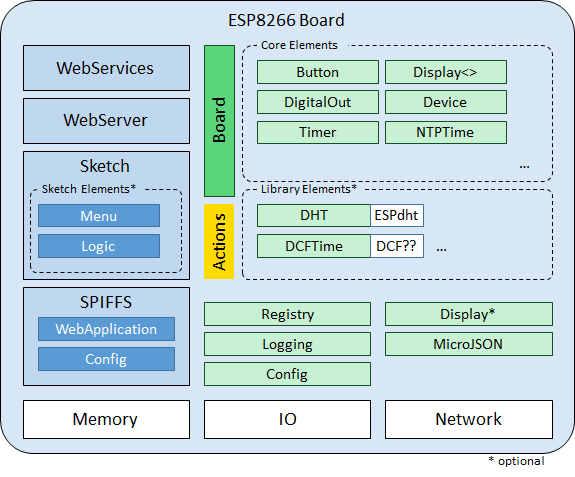 ESP8266 Board
WebServices
WebServer
Sketch
Sketch Elements*
Menu
Logic
SPIFFS
WebApplication
Config
Board
Actions
Core Elements
Button
Display<>
DigitalOut
Device
Timer
NTPTime
...
Library Elements*
DHT
ESPdht
DCFTime
DCF??
...
Registry
Display*
Logging
MicroJSON
Config
Memory
IO
Network
* optional